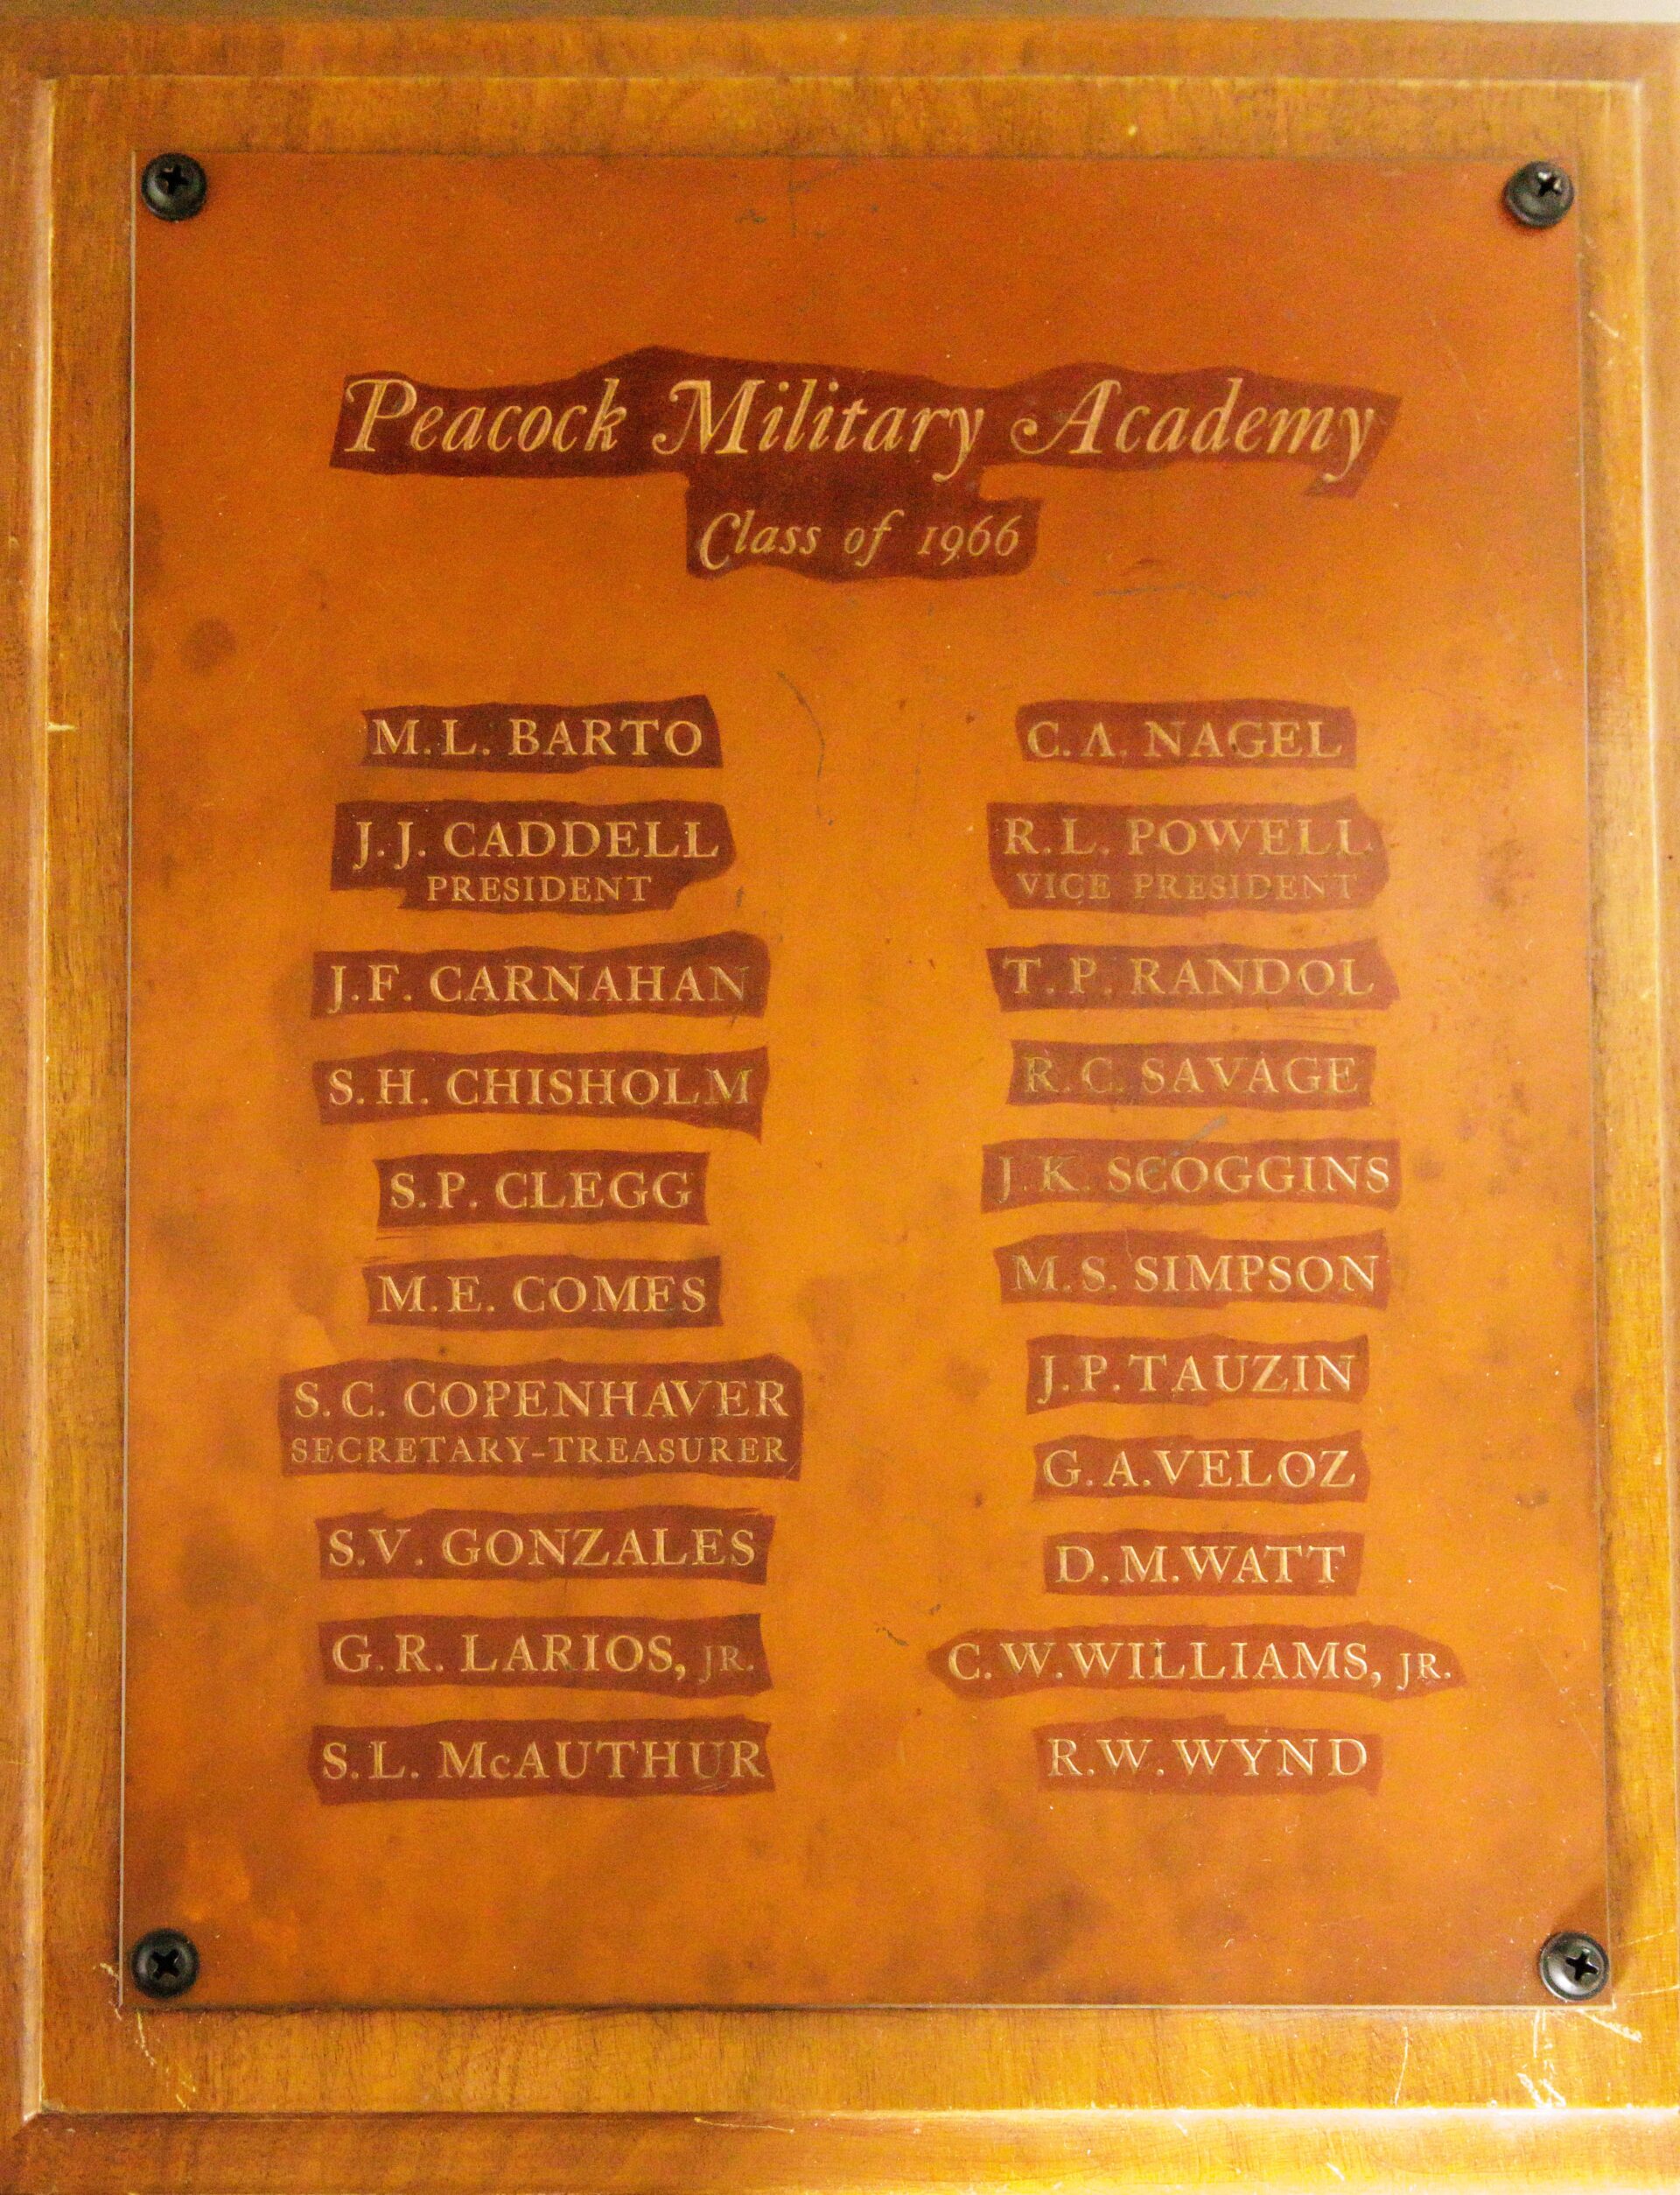 Peacock Military Academy
Class of 1966
M. L. BARTO
J. J. CADDELL
PRESIDENT
J. F. CARNAHAN
S. H. CHISHOLM
S. P. CLEGG
M. E. COMES
S. C. COPENHAVER
SECRETARY-TREASURER
S. V. GONZALES
G. R. LARIOS, JR.
S. L. McAUTHUR
C. A. NAGEL
R. L. POWELL
VICE PRESIDENT
T. P. RANDOL
R. C. SAVAGE
J. K. SCOGGINS
M. S. SIMPSON
J. P. TAUZIN
G. A. VELOZ
D. M. WATT
C. W. WILLIAMS, JR.
R. W. WYND